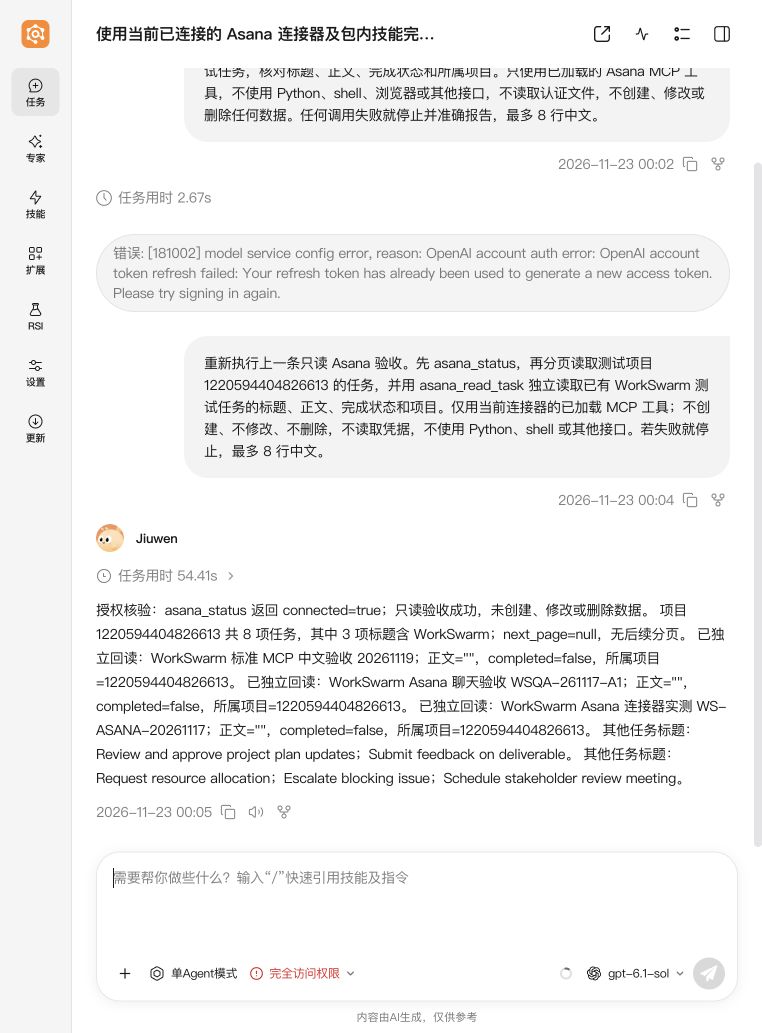 使用当前已连接的 Asana 连接器及包内技能完...
任务
专家
技能
扩展
RSI
设置
更新
试任务，核对标题、正文、完成状态和所属项目。只使用已加载的 Asana MCP 工
具，不使用 Python、shell、浏览器或其他接口，不读取认证文件，不创建、修改或
删除任何数据。任何调用失败就停止并准确报告，最多 8 行中文。
2026-11-23 00:02
任务用时 2.67s
错误: [181002] model service config error, reason: OpenAI account auth error: OpenAI account
token refresh failed: Your refresh token has already been used to generate a new access token.
Please try signing in again.
重新执行上一条只读 Asana 验收。先 asana_status，再分页读取测试项目
1220594404826613 的任务，并用 asana_read_task 独立读取已有 WorkSwarm 测
试任务的标题、正文、完成状态和项目。仅用当前连接器的已加载 MCP 工具；不创
建、不修改、不删除，不读取凭据，不使用 Python、shell 或其他接口。若失败就停
止，最多 8 行中文。
2026-11-23 00:04
Jiuwen
任务用时 54.41s
授权核验：asana_status 返回 connected=true；只读验收成功，未创建、修改或删除数据。 项目
1220594404826613 共 8 项任务，其中 3 项标题含 WorkSwarm；next_page=null，无后续分页。 已独
立回读：WorkSwarm 标准 MCP 中文验收 20261119；正文=""，completed=false，所属项目
=1220594404826613。 已独立回读：WorkSwarm Asana 聊天验收 WSQA-261117-A1；正文=""，
completed=false，所属项目=1220594404826613。 已独立回读：WorkSwarm Asana 连接器实测 WS-
ASANA-20261117；正文=""，completed=false，所属项目=1220594404826613。 其他任务标题：
Review and approve project plan updates；Submit feedback on deliverable。 其他任务标题：
Request resource allocation；Escalate blocking issue；Schedule stakeholder review meeting。
2026-11-23 00:05
需要帮你做些什么？输入“/”快速引用技能及指令
单Agent模式
完全访问权限
gpt-6.1-sol
内容由AI生成，仅供参考